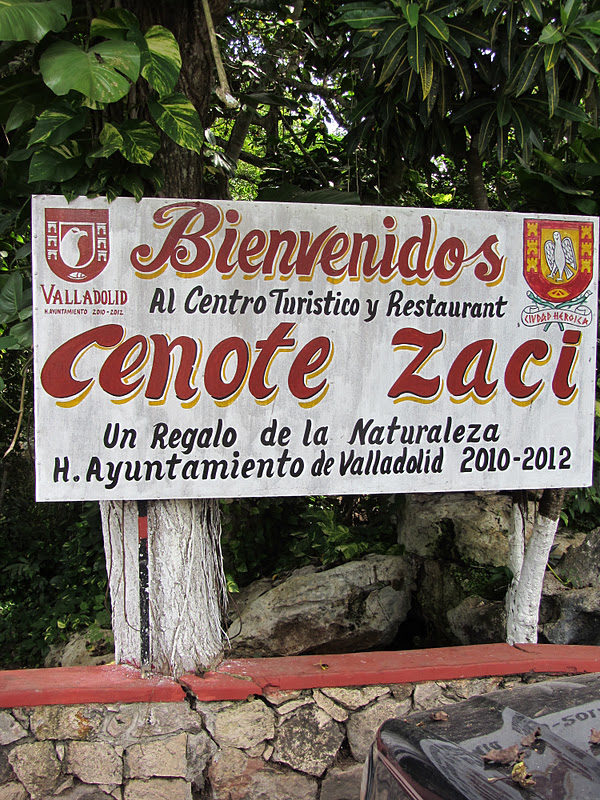 Bienvenidos
VALLADOLID
H. AYUNTAMIENTO 2010-2012
Al Centro Turistico y Restaurant
CIUDAD HEROICA
Cenote Zaci
Un Regalo de la Naturaleza
H. Ayuntamiento de Valladolid 2010-2012